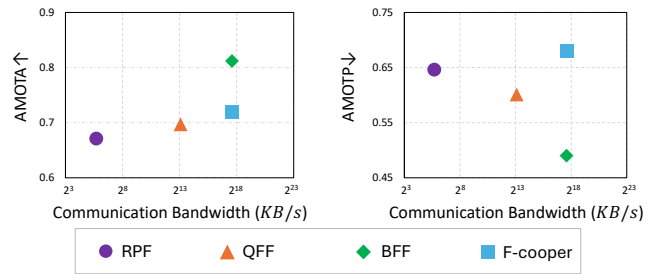 AMOTA↑
0.9
0.8
0.7
0.6
2^3 2^8 2^13 2^18 2^23
Communication Bandwidth (KB/s)
AMOTP↓
0.75
0.65
0.55
0.45
2^3 2^8 2^13 2^18 2^23
Communication Bandwidth (KB/s)
RPF QFF BFF F-cooper